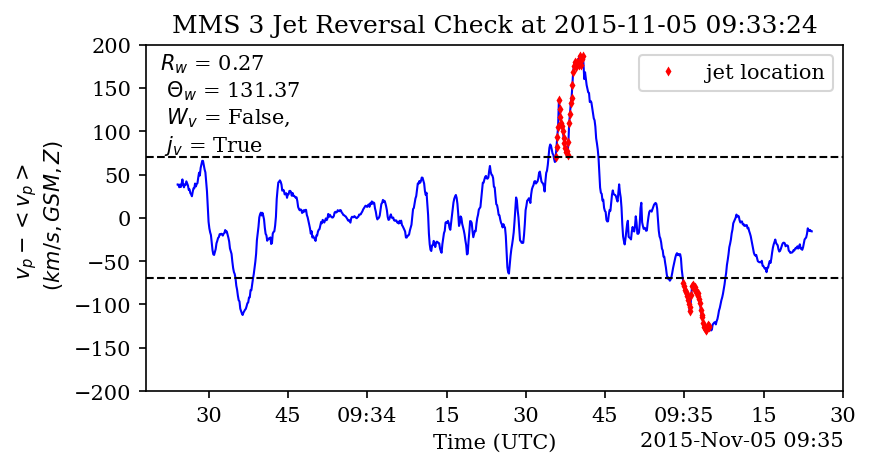 MMS 3 Jet Reversal Check at 2015-11-05 09:33:24
R_w = 0.27
Θ_w = 131.37
W_v = False,
j_v = True
jet location
v_p − < v_p >
(km/s, GSM, Z)
200
150
100
50
0
−50
−100
−150
−200
30 45 09:34 15 30 45 09:35 15 30
Time (UTC)
2015-Nov-05 09:35